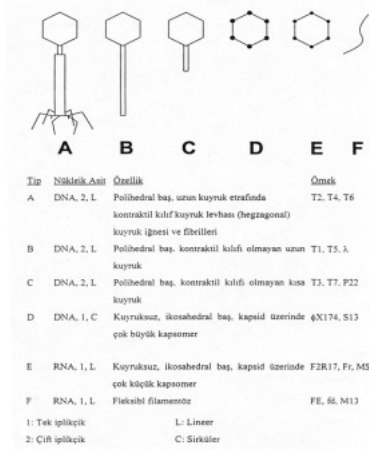 A B C D E F
Tip Nükleik Asit Özellik Örnek
A DNA, 2, L Polihedral baş, uzun kuyruk etrafında T2, T4, T6
kontraktil kılıf kuyruk levhası (hegzagonal)
kuyruk iğnesi ve fibrilleri
B DNA, 2, L Polihedral baş. kontraktil kılıfı olmayan uzun T1, T5, λ
kuyruk
C DNA, 2, L Polihedral baş. kontraktil kılıfı olmayan kısa T3, T7, P22
kuyruk
D DNA, 1, C Kuyruksuz, ikosahedral baş, kapsid üzerinde ϕX174, S13
çok büyük kapsomer
E RNA, 1, L Kuyruksuz, ikosahedral baş, kapsid üzerinde F2R17, Fr, MS
çok küçük kapsomer
F RNA, 1, L Fleksibl filamentöz FE, fd, M13
1: Tek iplikçik L: Lineer
2: Çift iplikçik C: Sirküler